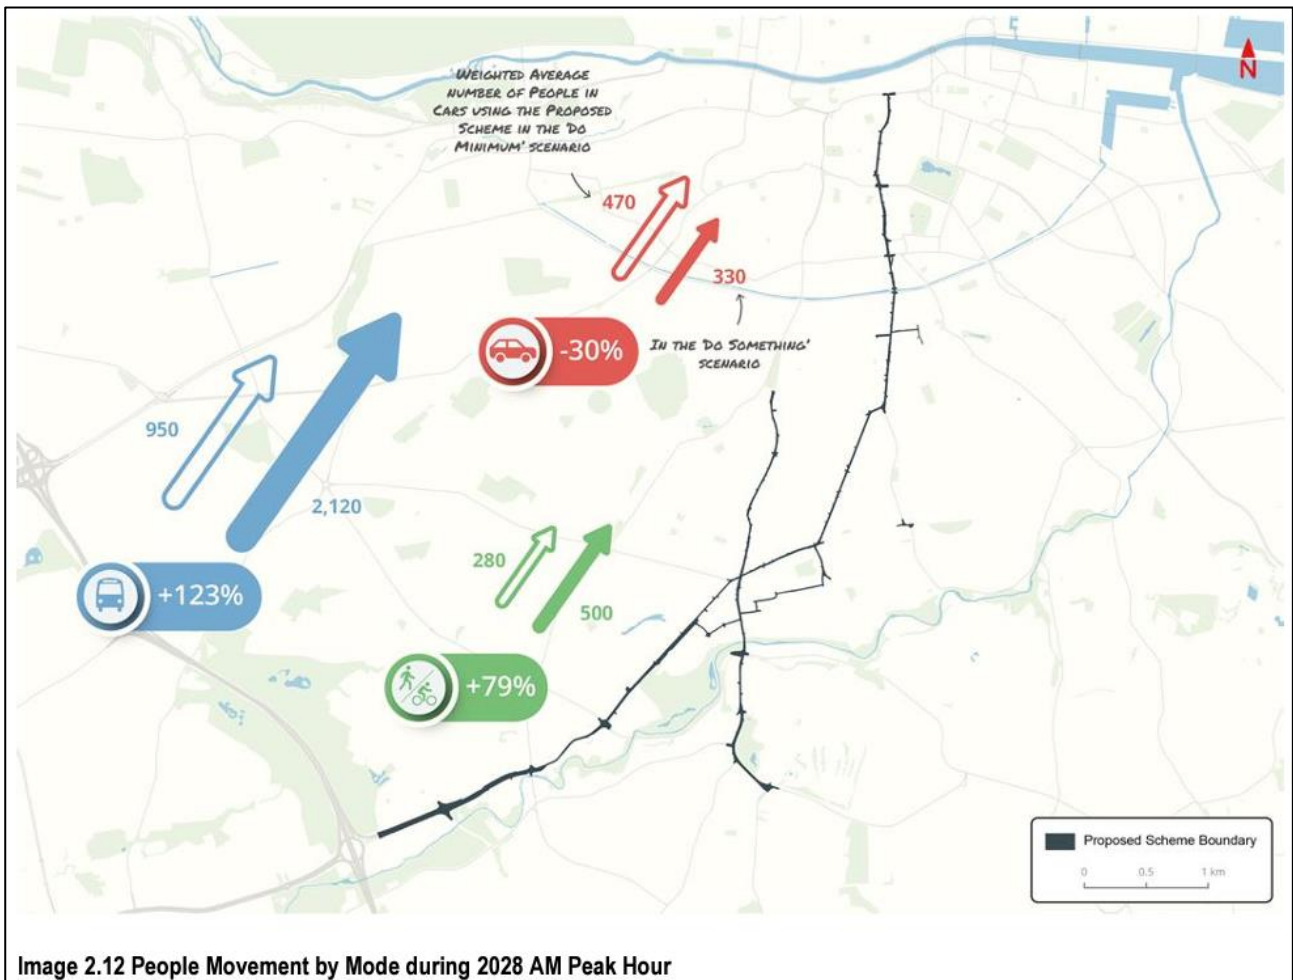 WEIGHTED AVERAGE
NUMBER OF PEOPLE IN
CARS USING THE PROPOSED
SCHEME IN THE 'DO
MINIMUM' SCENARIO
N
470
330
-30%
IN THE 'DO SOMETHING'
SCENARIO
950
2,120
+123%
280
500
+79%
Proposed Scheme Boundary
0 0.5 1 km
Image 2.12 People Movement by Mode during 2028 AM Peak Hour